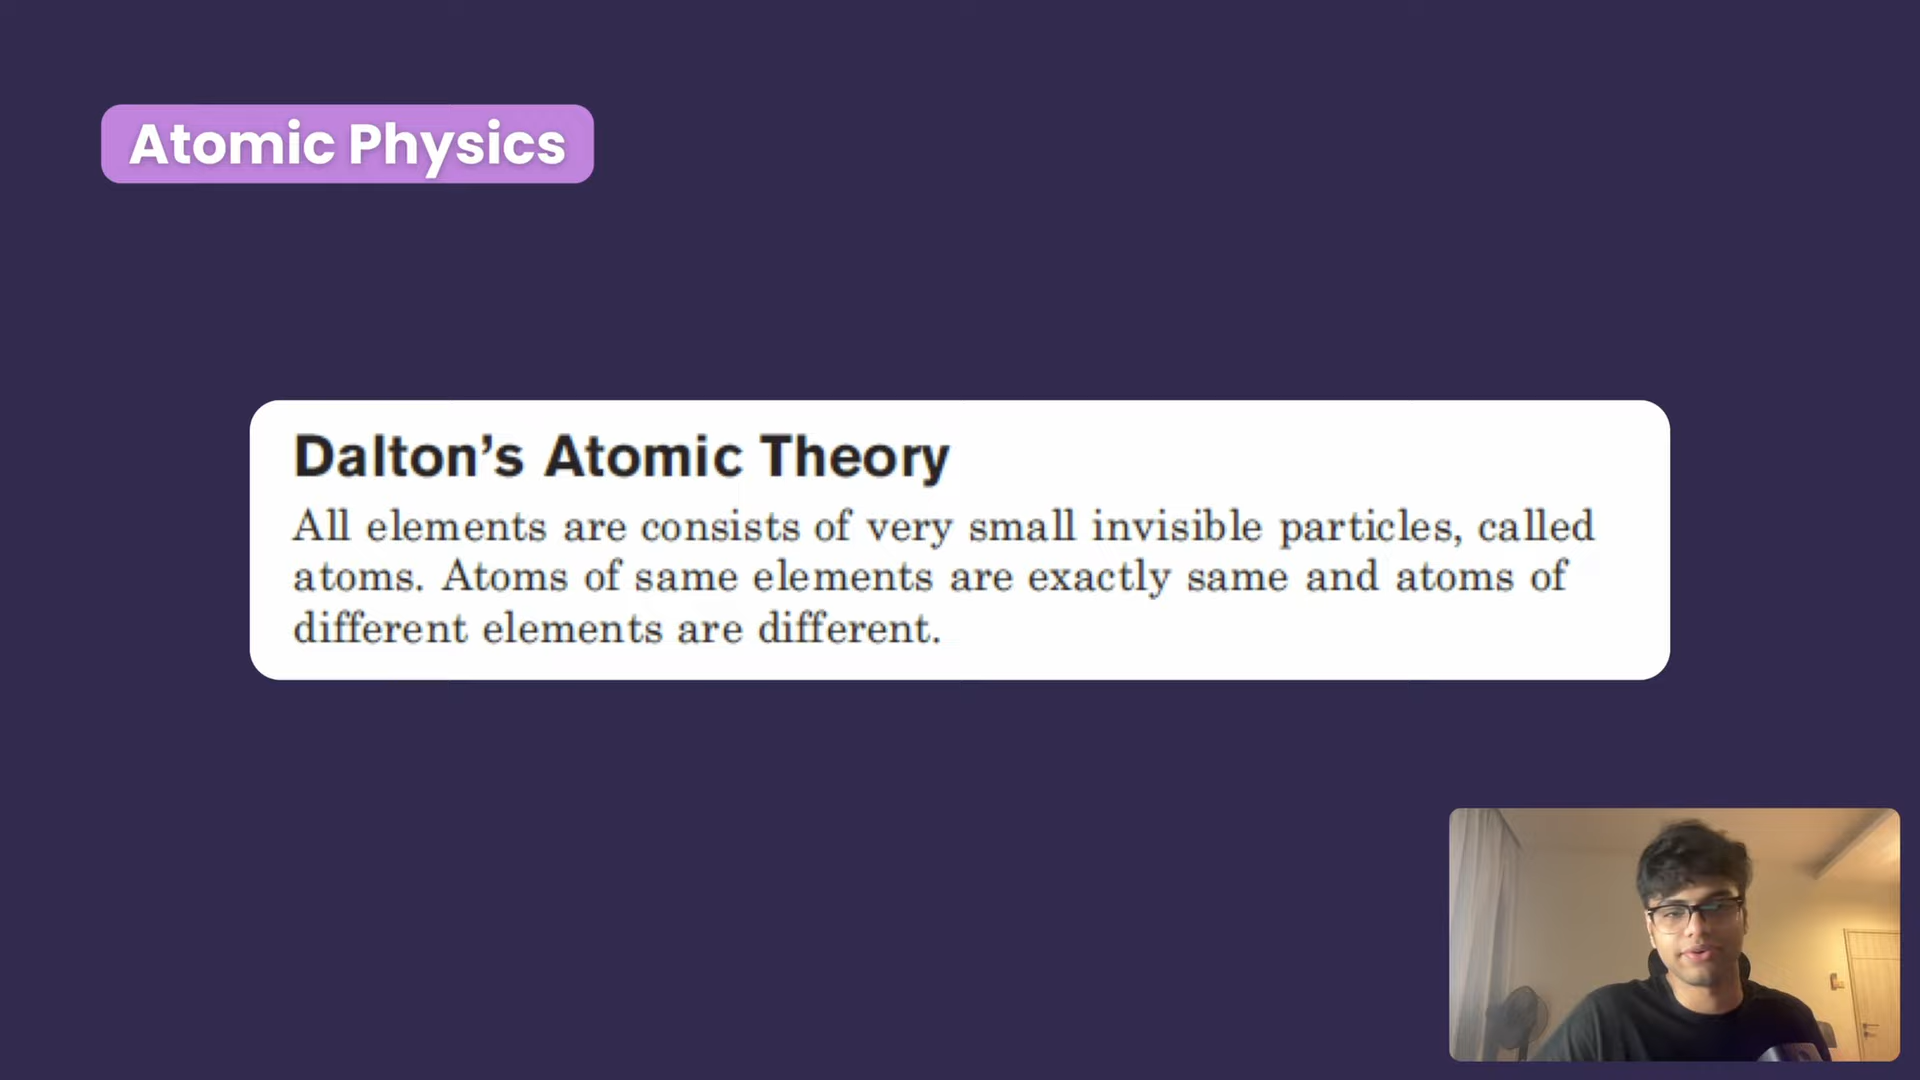 Atomic Physics
Dalton’s Atomic Theory
All elements are consists of very small invisible particles, called
atoms. Atoms of same elements are exactly same and atoms of
different elements are different.